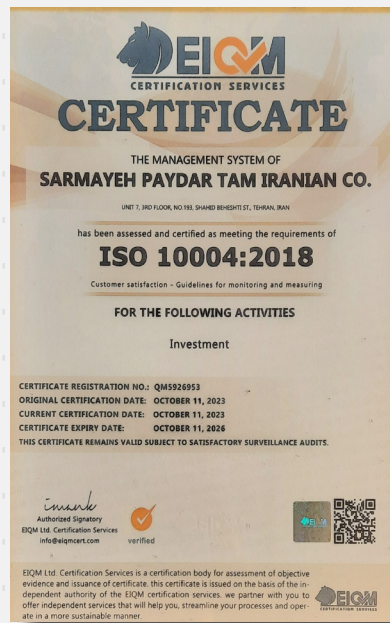 EIQM
CERTIFICATION SERVICES
CERTIFICATE
THE MANAGEMENT SYSTEM OF
SARMAYEH PAYDAR TAM IRANIAN CO.
UNIT 7, 3RD FLOOR, NO.193, SHAHID BEHESHTI ST., TEHRAN, IRAN
has been assessed and certified as meeting the requirements of
ISO 10004:2018
Customer satisfaction – Guidelines for monitoring and measuring
FOR THE FOLLOWING ACTIVITIES
Investment
CERTIFICATE REGISTRATION NO.: QM5926953
ORIGINAL CERTIFICATION DATE: OCTOBER 11, 2023
CURRENT CERTIFICATION DATE: OCTOBER 11, 2023
CERTIFICATE EXPIRY DATE: OCTOBER 11, 2026
THIS CERTIFICATE REMAINS VALID SUBJECT TO SATISFACTORY SURVEILLANCE AUDITS.
Authorized Signatory
EIQM Ltd. Certification Services
info@eiqmcert.com
verified
EIQM
EIQM Ltd. Certification Services is a certification body for assessment of objective
evidence and issuance of certificate. this certificate is issued on the basis of the in-
dependent authority of the EIQM certification services. we partner with you to
offer independent services that will help you, streamline your processes and oper-
ate in a more sustainable manner.
EIQM
CERTIFICATION SERVICES